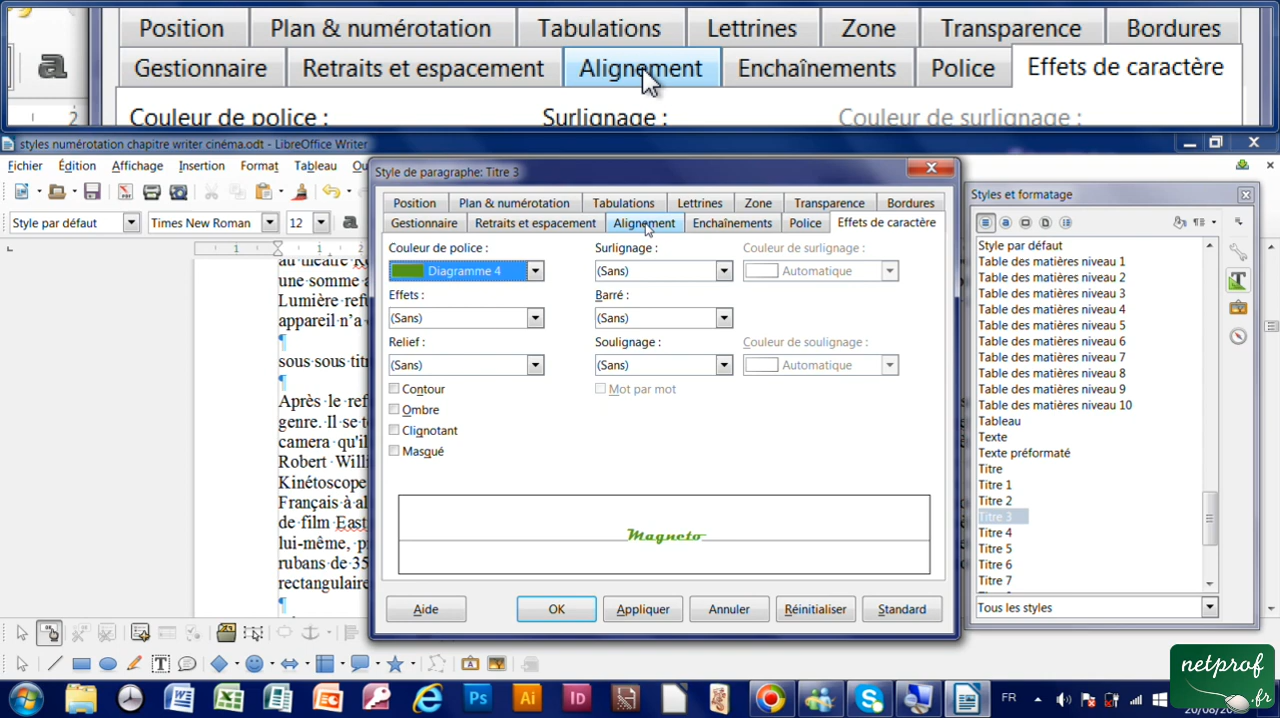 Position Plan & numérotation Tabulations Lettrines Zone Transparence Bordures
Gestionnaire Retraits et espacement Alignement Enchaînements Police Effets de caractère
a 2 Couleur de police : Surlignage : Couleur de surlignage :
styles numérotation chapitre writer cinéma.odt - LibreOffice Writer
Fichier Édition Affichage Insertion Format Tableau
Style par défaut Times New Roman 12 a
1 1
une somme a
Lumière refu
appareil n’a
¶
sous·sous·titr
¶
Après·le·ref
genre.·Il·se·t
camera·qu'il
Robert·Willi
Kinétoscope
Français·à·al
de·film·East
lui-même,·p
rubans·de·35
rectangulaire
¶
Style de paragraphe: Titre 3
Position Plan & numérotation Tabulations Lettrines Zone Transparence Bordures
Gestionnaire Retraits et espacement Alignement Enchaînements Police Effets de caractère
Couleur de police : Surlignage : Couleur de surlignage :
Diagramme 4 (Sans) Automatique
Effets : Barré :
(Sans) (Sans)
Relief : Soulignage : Couleur de soulignage :
(Sans) (Sans) Automatique
Contour Mot par mot
Ombre
Clignotant
Masqué
Magneto
Aide OK Appliquer Annuler Réinitialiser Standard
Styles et formatage
Style par défaut
Table des matières niveau 1
Table des matières niveau 2
Table des matières niveau 3
Table des matières niveau 4
Table des matières niveau 5
Table des matières niveau 6
Table des matières niveau 7
Table des matières niveau 8
Table des matières niveau 9
Table des matières niveau 10
Tableau
Texte
Texte préformaté
Titre
Titre 1
Titre 2
Titre 3
Titre 4
Titre 5
Titre 6
Titre 7
Tous les styles
netprof
.fr
Ps Ai Id FR